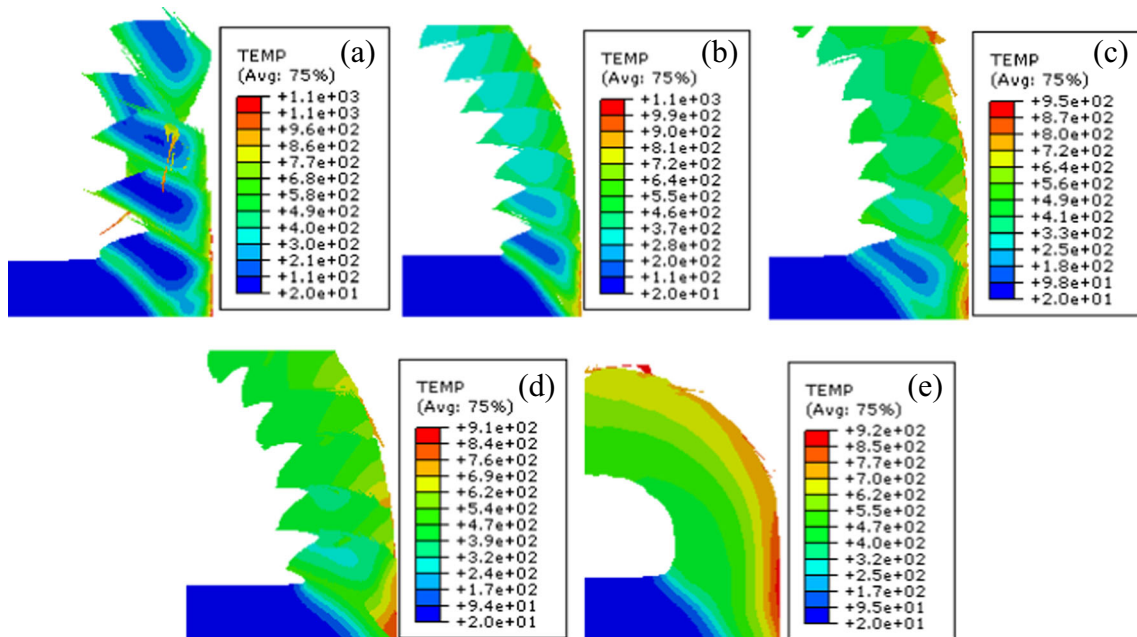 (a)
TEMP
(Avg: 75%)
+1.1e+03
+1.1e+03
+9.6e+02
+8.6e+02
+7.7e+02
+6.8e+02
+5.8e+02
+4.9e+02
+4.0e+02
+3.0e+02
+2.1e+02
+1.1e+02
+2.0e+01
(b)
TEMP
(Avg: 75%)
+1.1e+03
+9.9e+02
+9.0e+02
+8.1e+02
+7.2e+02
+6.4e+02
+5.5e+02
+4.6e+02
+3.7e+02
+2.8e+02
+2.0e+02
+1.1e+02
+2.0e+01
(c)
TEMP
(Avg: 75%)
+9.5e+02
+8.7e+02
+8.0e+02
+7.2e+02
+6.4e+02
+5.6e+02
+4.9e+02
+4.1e+02
+3.3e+02
+2.5e+02
+1.8e+02
+9.8e+01
+2.0e+01
(d)
TEMP
(Avg: 75%)
+9.1e+02
+8.4e+02
+7.6e+02
+6.9e+02
+6.2e+02
+5.4e+02
+4.7e+02
+3.9e+02
+3.2e+02
+2.4e+02
+1.7e+02
+9.4e+01
+2.0e+01
(e)
TEMP
(Avg: 75%)
+9.2e+02
+8.5e+02
+7.7e+02
+7.0e+02
+6.2e+02
+5.5e+02
+4.7e+02
+4.0e+02
+3.2e+02
+2.5e+02
+1.7e+02
+9.5e+01
+2.0e+01